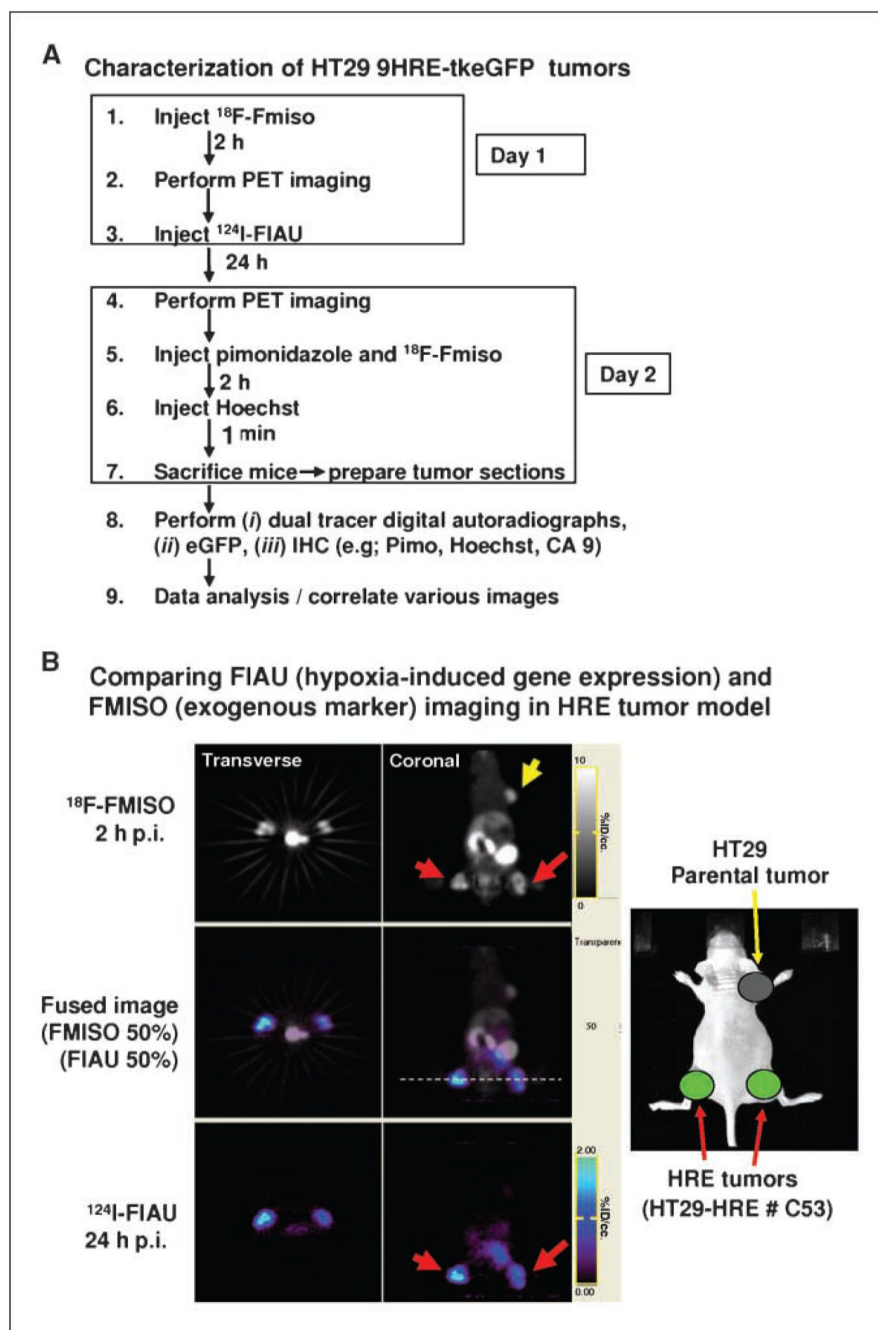 A
Characterization of HT29 9HRE-tkeGFP tumors
1. Inject ¹⁸F-Fmiso
2 h
2. Perform PET imaging
3. Inject ¹²⁴I-FIAU
Day 1
24 h
4. Perform PET imaging
5. Inject pimonidazole and ¹⁸F-Fmiso
2 h
6. Inject Hoechst
1 min
7. Sacrifice mice → prepare tumor sections
Day 2
8. Perform (i) dual tracer digital autoradiographs,
(ii) eGFP, (iii) IHC (e.g; Pimo, Hoechst, CA 9)
9. Data analysis / correlate various images
B
Comparing FIAU (hypoxia-induced gene expression) and
FMISO (exogenous marker) imaging in HRE tumor model
Transverse
Coronal
¹⁸F-FMISO
2 h p.i.
10
%ID/cc.
0
Fused image
(FMISO 50%)
(FIAU 50%)
50
¹²⁴I-FIAU
24 h p.i.
2.00
%ID/cc.
0.00
HT29
Parental tumor
HRE tumors
(HT29-HRE # C53)